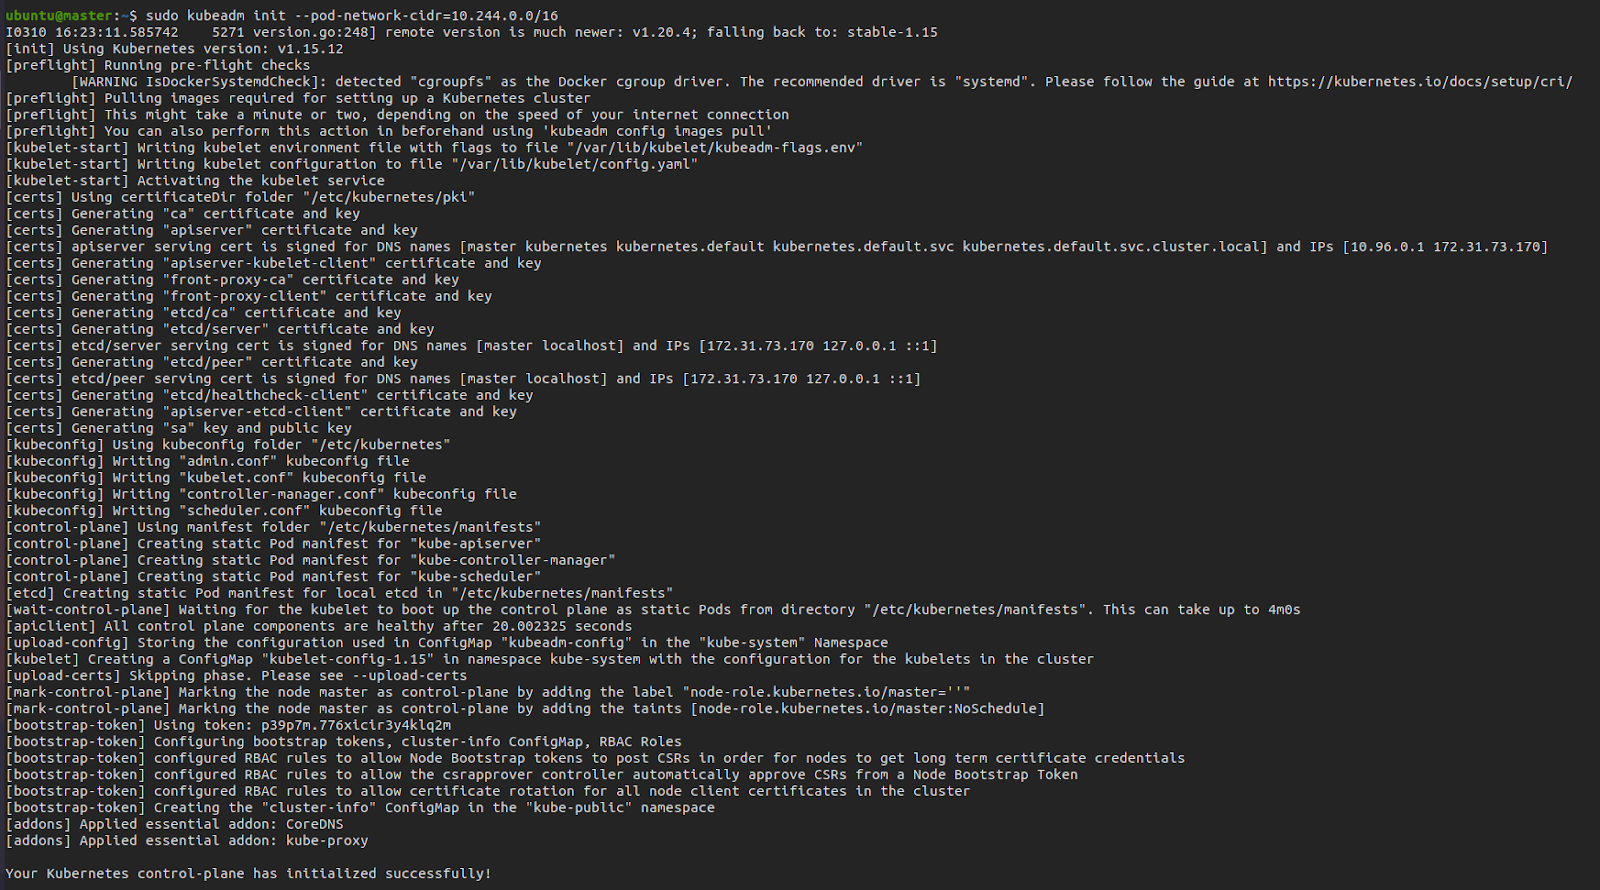 ubuntu@master:~$ sudo kubeadm init --pod-network-cidr=10.244.0.0/16
I0310 16:23:11.585742    5271 version.go:248] remote version is much newer: v1.20.4; falling back to: stable-1.15
[init] Using Kubernetes version: v1.15.12
[preflight] Running pre-flight checks
        [WARNING IsDockerSystemdCheck]: detected "cgroupfs" as the Docker cgroup driver. The recommended driver is "systemd". Please follow the guide at https://kubernetes.io/docs/setup/cri/
[preflight] Pulling images required for setting up a Kubernetes cluster
[preflight] This might take a minute or two, depending on the speed of your internet connection
[preflight] You can also perform this action in beforehand using 'kubeadm config images pull'
[kubelet-start] Writing kubelet environment file with flags to file "/var/lib/kubelet/kubeadm-flags.env"
[kubelet-start] Writing kubelet configuration to file "/var/lib/kubelet/config.yaml"
[kubelet-start] Activating the kubelet service
[certs] Using certificateDir folder "/etc/kubernetes/pki"
[certs] Generating "ca" certificate and key
[certs] Generating "apiserver" certificate and key
[certs] apiserver serving cert is signed for DNS names [master kubernetes kubernetes.default kubernetes.default.svc kubernetes.default.svc.cluster.local] and IPs [10.96.0.1 172.31.73.170]
[certs] Generating "apiserver-kubelet-client" certificate and key
[certs] Generating "front-proxy-ca" certificate and key
[certs] Generating "front-proxy-client" certificate and key
[certs] Generating "etcd/ca" certificate and key
[certs] Generating "etcd/server" certificate and key
[certs] etcd/server serving cert is signed for DNS names [master localhost] and IPs [172.31.73.170 127.0.0.1 ::1]
[certs] Generating "etcd/peer" certificate and key
[certs] etcd/peer serving cert is signed for DNS names [master localhost] and IPs [172.31.73.170 127.0.0.1 ::1]
[certs] Generating "etcd/healthcheck-client" certificate and key
[certs] Generating "apiserver-etcd-client" certificate and key
[certs] Generating "sa" key and public key
[kubeconfig] Using kubeconfig folder "/etc/kubernetes"
[kubeconfig] Writing "admin.conf" kubeconfig file
[kubeconfig] Writing "kubelet.conf" kubeconfig file
[kubeconfig] Writing "controller-manager.conf" kubeconfig file
[kubeconfig] Writing "scheduler.conf" kubeconfig file
[control-plane] Using manifest folder "/etc/kubernetes/manifests"
[control-plane] Creating static Pod manifest for "kube-apiserver"
[control-plane] Creating static Pod manifest for "kube-controller-manager"
[control-plane] Creating static Pod manifest for "kube-scheduler"
[etcd] Creating static Pod manifest for local etcd in "/etc/kubernetes/manifests"
[wait-control-plane] Waiting for the kubelet to boot up the control plane as static Pods from directory "/etc/kubernetes/manifests". This can take up to 4m0s
[apiclient] All control plane components are healthy after 20.002325 seconds
[upload-config] Storing the configuration used in ConfigMap "kubeadm-config" in the "kube-system" Namespace
[kubelet] Creating a ConfigMap "kubelet-config-1.15" in namespace kube-system with the configuration for the kubelets in the cluster
[upload-certs] Skipping phase. Please see --upload-certs
[mark-control-plane] Marking the node master as control-plane by adding the label "node-role.kubernetes.io/master=''"
[mark-control-plane] Marking the node master as control-plane by adding the taints [node-role.kubernetes.io/master:NoSchedule]
[bootstrap-token] Using token: p39p7m.776xicir3y4klq2m
[bootstrap-token] Configuring bootstrap tokens, cluster-info ConfigMap, RBAC Roles
[bootstrap-token] configured RBAC rules to allow Node Bootstrap tokens to post CSRs in order for nodes to get long term certificate credentials
[bootstrap-token] configured RBAC rules to allow the csrapprover controller automatically approve CSRs from a Node Bootstrap Token
[bootstrap-token] configured RBAC rules to allow certificate rotation for all node client certificates in the cluster
[bootstrap-token] Creating the "cluster-info" ConfigMap in the "kube-public" namespace
[addons] Applied essential addon: CoreDNS
[addons] Applied essential addon: kube-proxy
Your Kubernetes control-plane has initialized successfully!